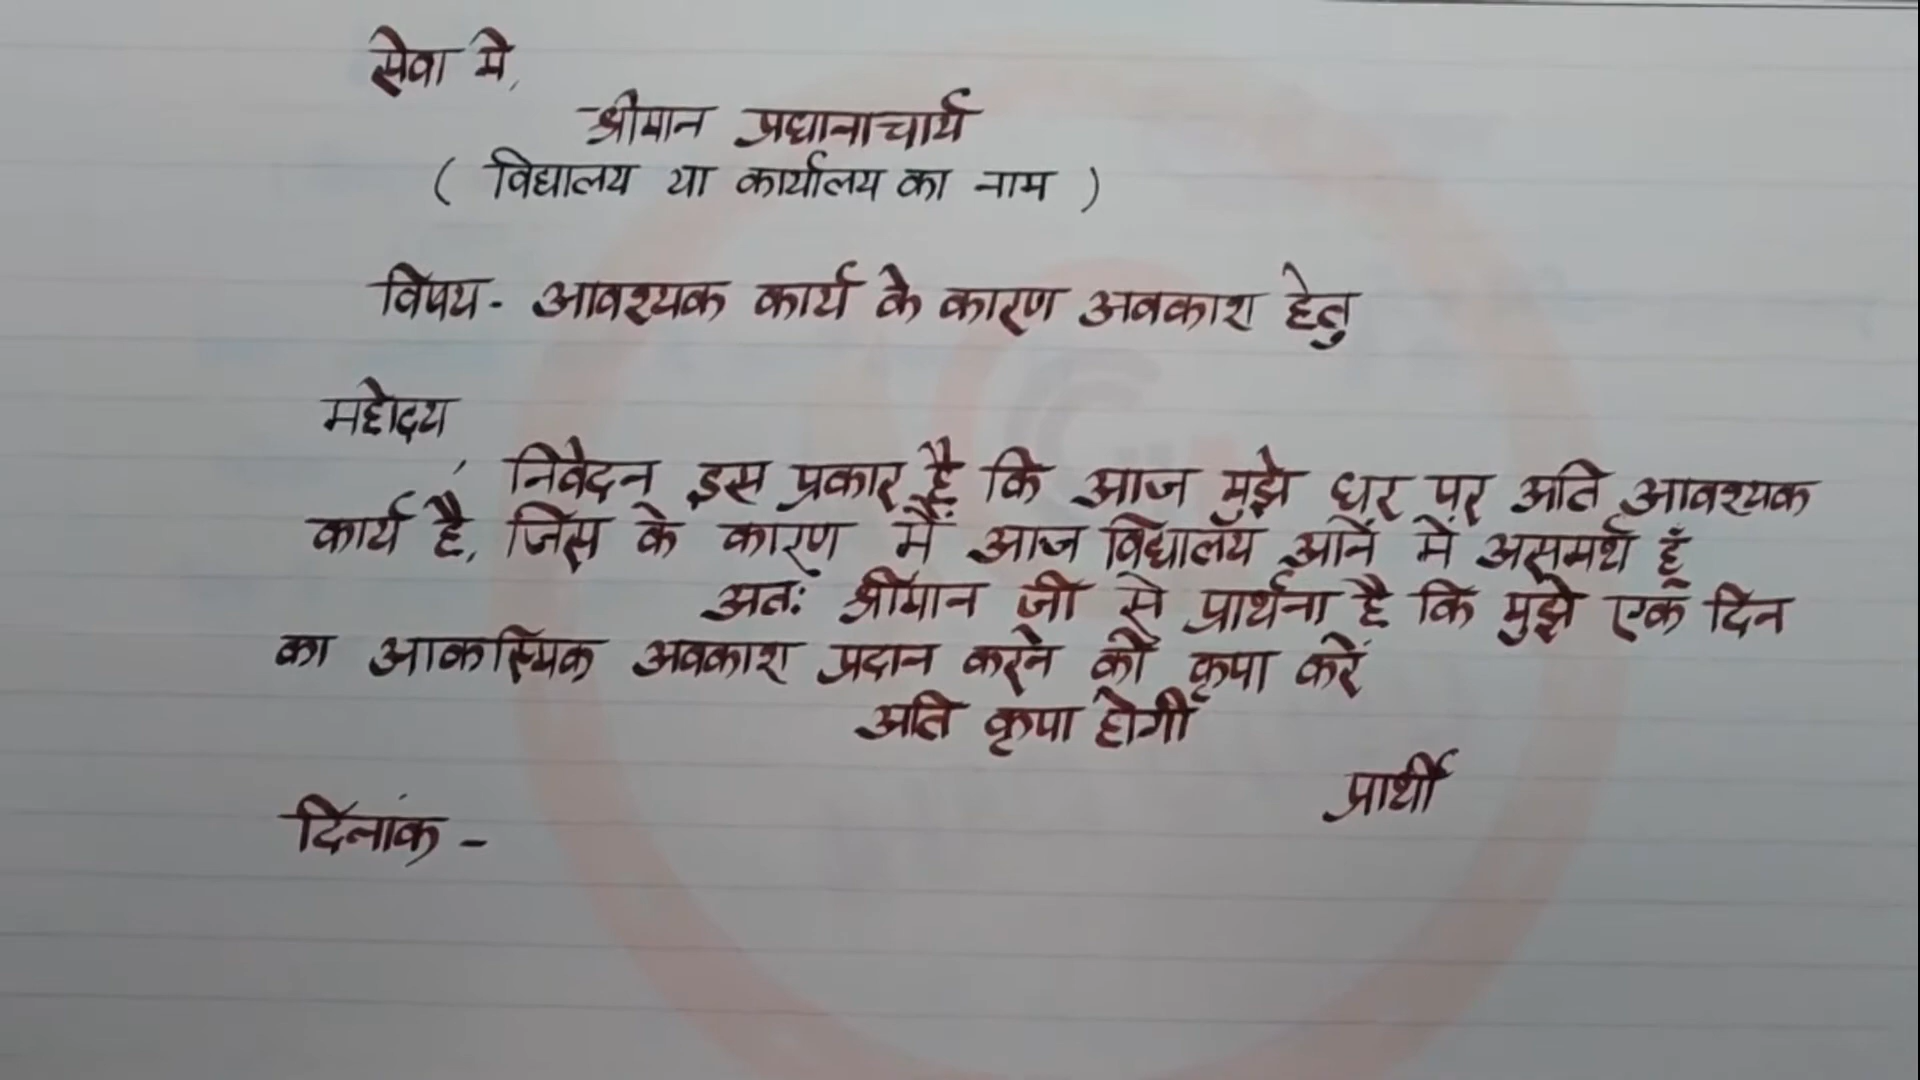 सेवा मे,
श्रीमान प्रधानाचार्य
( विद्यालय या कार्यालय का नाम )
विषय - आवश्यक कार्य के कारण अवकाश हेतु
महोदय,
निवेदन इस प्रकार है कि आज मुझे घर पर अति आवश्यक
कार्य है, जिस के कारण मैं आज विद्यालय आने में असमर्थ हूं
अतः श्रीमान जी से प्रार्थना है कि मुझे एक दिन
का आकस्मिक अवकाश प्रदान करने की कृपा करें
अति कृपा होगी
प्रार्थी
दिनांक -